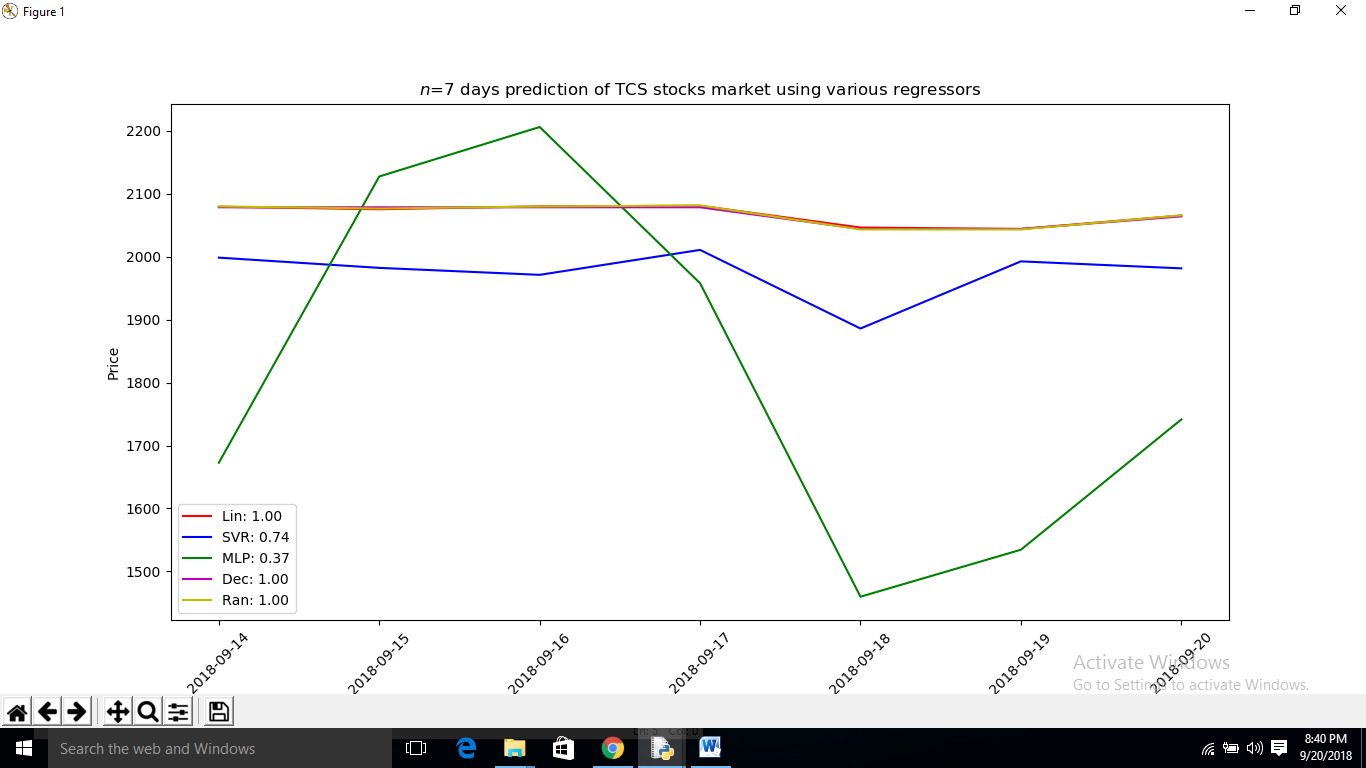 Figure 1
n=7 days prediction of TCS stocks market using various regressors
2200
2100
2000
1900
1800
1700
1600
1500
Price
Lin: 1.00
SVR: 0.74
MLP: 0.37
Dec: 1.00
Ran: 1.00
2018-09-14
2018-09-15
2018-09-16
2018-09-17
2018-09-18
2018-09-19
2018-09-20
Activate Windows
Go to Settings to activate Windows.
Ln: 5 Col: 0
Search the web and Windows
8:40 PM
9/20/2018